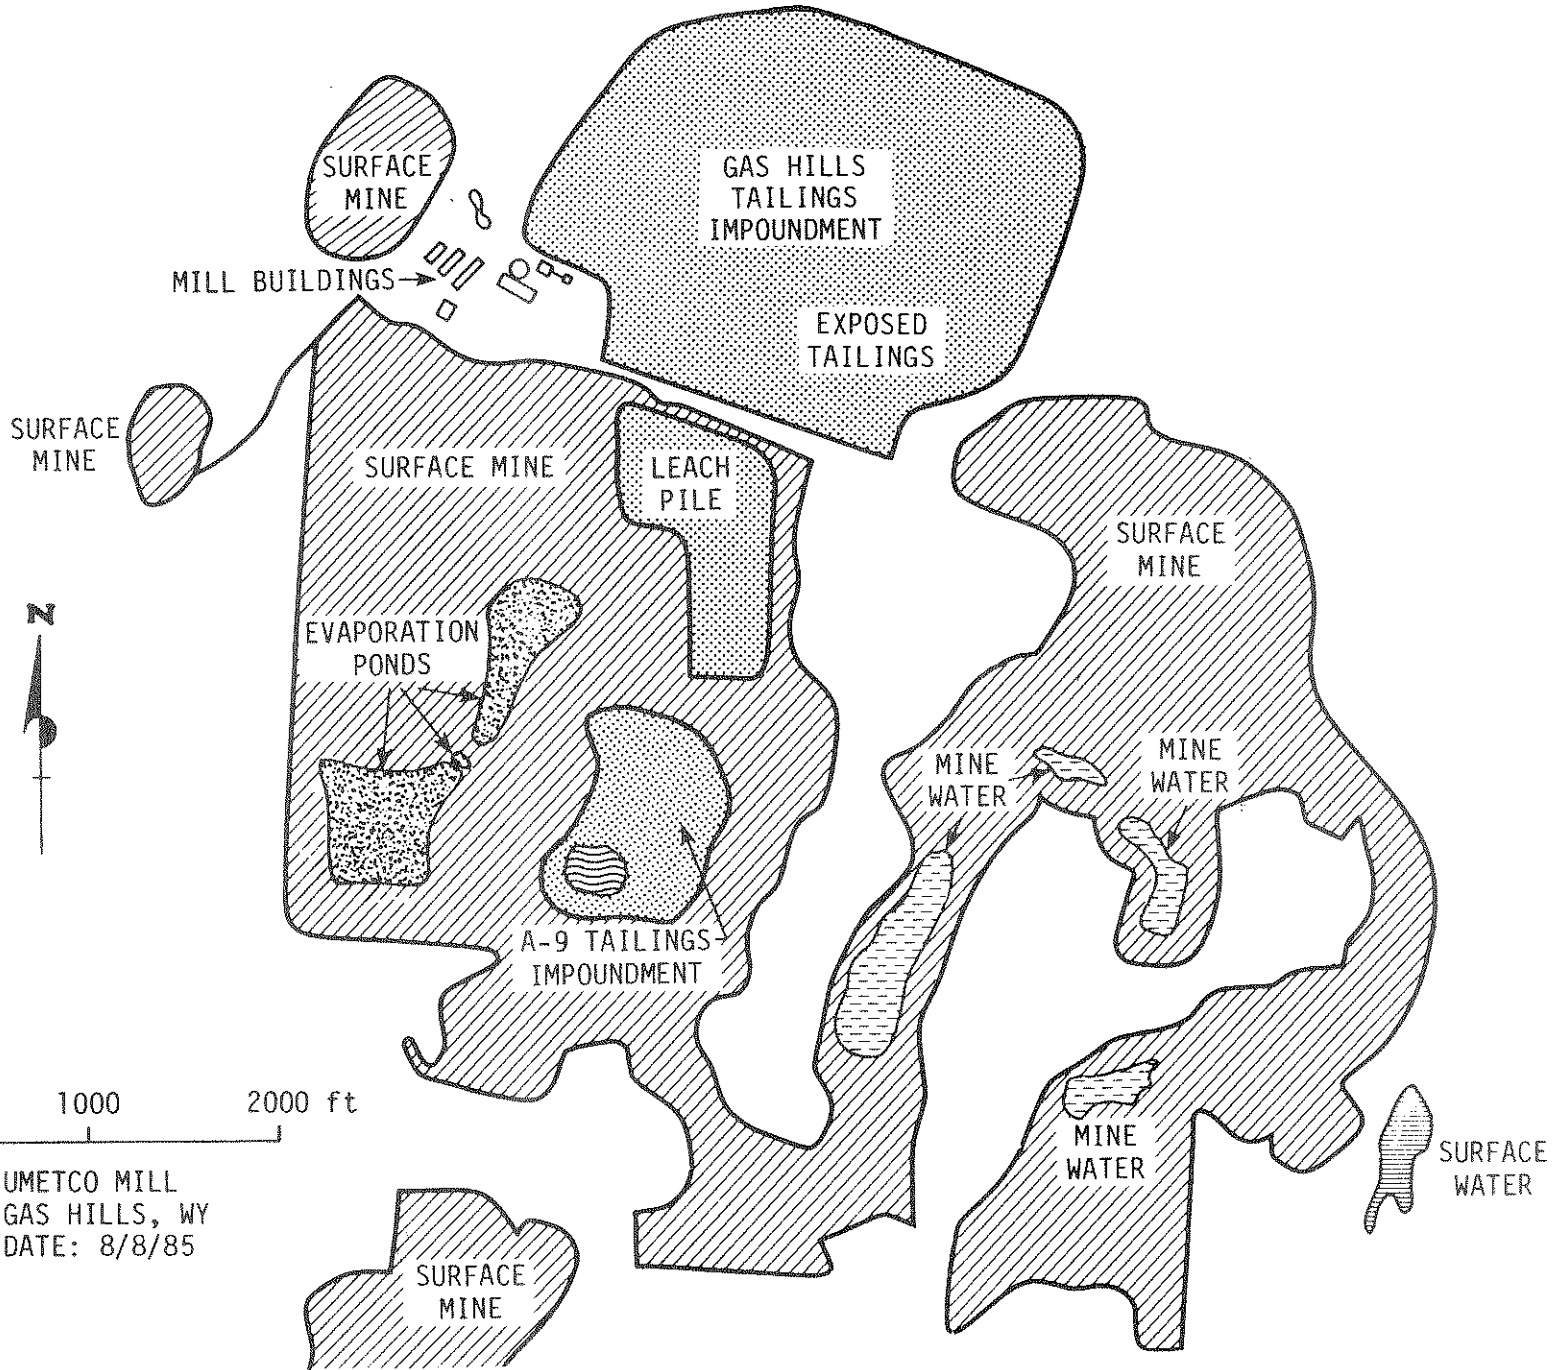 SURFACE
MINE
GAS HILLS
TAILINGS
IMPOUNDMENT
MILL BUILDINGS
EXPOSED
TAILINGS
SURFACE
MINE
SURFACE MINE
LEACH
PILE
SURFACE
MINE
N
EVAPORATION
PONDS
MINE
WATER
MINE
WATER
A-9 TAILINGS
IMPOUNDMENT
1000
2000 ft
MINE
WATER
SURFACE
WATER
UMETCO MILL
GAS HILLS, WY
DATE: 8/8/85
SURFACE
MINE